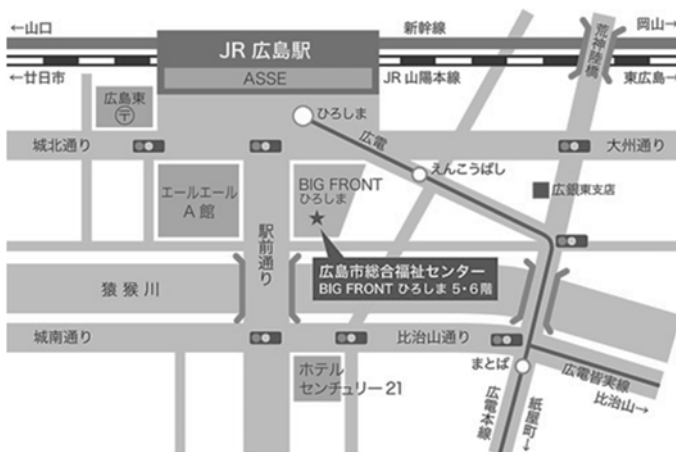 ←山口
新幹線
岡山→
JR 広島駅
荒神陸橋
←廿日市
ASSE
JR 山陽本線
東広島→
広島東
〒
ひろしま
広電
城北通り
大州通り
えんこうばし
エールエール
A 館
BIG FRONT
ひろしま
★
広銀東支店
駅前通り
広島市総合福祉センター
BIG FRONT ひろしま 5・6 階
猿猴川
城南通り
比治山通り
ホテル
センチュリー 21
まとば
広電皆実線
比治山→
広電本線
紙屋町→